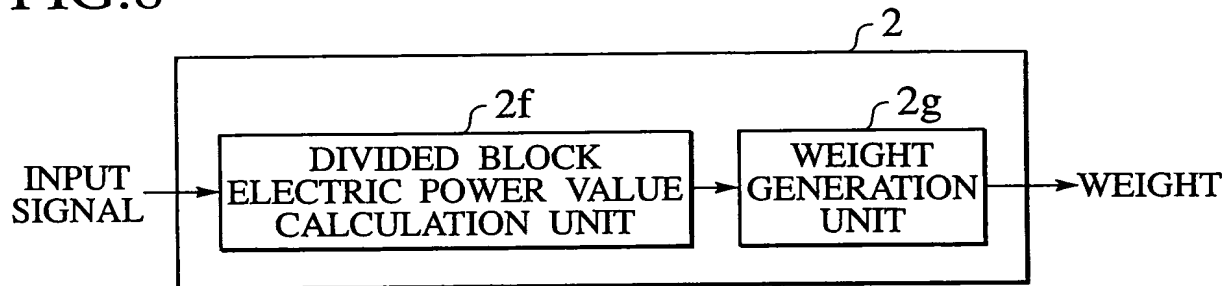 2
2f
2g
INPUT
SIGNAL
DIVIDED BLOCK
ELECTRIC POWER VALUE
CALCULATION UNIT
WEIGHT
GENERATION
UNIT
WEIGHT